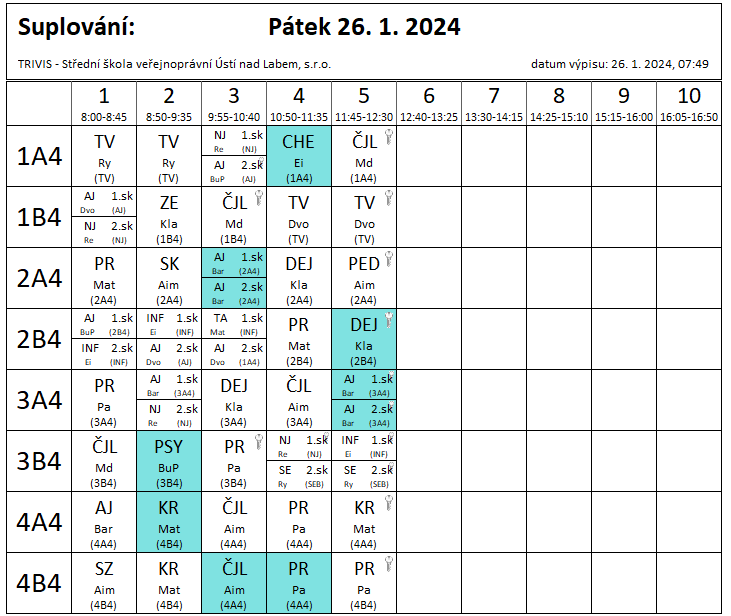 Suplování: Pátek 26. 1. 2024
TRIVIS - Střední škola veřejnoprávní Ústí nad Labem, s.r.o. datum výpisu: 26. 1. 2024, 07:49
1 2 3 4 5 6 7 8 9 10
8:00-8:45 8:50-9:35 9:55-10:40 10:50-11:35 11:45-12:30 12:40-13:25 13:30-14:15 14:25-15:10 15:15-16:00 16:05-16:50
1A4
TV
Ry
(TV)
TV
Ry
(TV)
NJ 1.sk
Re (NJ)
AJ 2.sk
BuP (AJ)
CHE
Ei
(1A4)
ČJL
Md
(1A4)
1B4
AJ 1.sk
Dvo (AJ)
NJ 2.sk
Re (NJ)
ZE
Kla
(1B4)
ČJL
Md
(1B4)
TV
Dvo
(TV)
TV
Dvo
(TV)
2A4
PR
Mat
(2A4)
SK
Aim
(2A4)
AJ 1.sk
Bar (2A4)
AJ 2.sk
Bar (2A4)
DEJ
Kla
(2A4)
PED
Aim
(2A4)
2B4
AJ 1.sk
BuP (2B4)
INF 2.sk
Ei (INF)
INF 1.sk
Ei (INF)
AJ 2.sk
Dvo (AJ)
TA 1.sk
Mat (INF)
AJ 2.sk
Dvo (1A4)
PR
Mat
(2B4)
DEJ
Kla
(2B4)
3A4
PR
Pa
(3A4)
AJ 1.sk
Bar (3A4)
NJ 2.sk
Re (NJ)
DEJ
Kla
(3A4)
ČJL
Aim
(3A4)
AJ 1.sk
Bar (3A4)
AJ 2.sk
Bar (3A4)
3B4
ČJL
Md
(3B4)
PSY
BuP
(3B4)
PR
Pa
(3B4)
NJ 1.sk
Re (NJ)
SE 2.sk
Ry (SEB)
INF 1.sk
Ei (INF)
SE 2.sk
Ry (SEB)
4A4
AJ
Bar
(4A4)
KR
Mat
(4B4)
ČJL
Aim
(4A4)
PR
Pa
(4A4)
KR
Mat
(4A4)
4B4
SZ
Aim
(4B4)
KR
Mat
(4B4)
ČJL
Aim
(4A4)
PR
Pa
(4A4)
PR
Pa
(4B4)